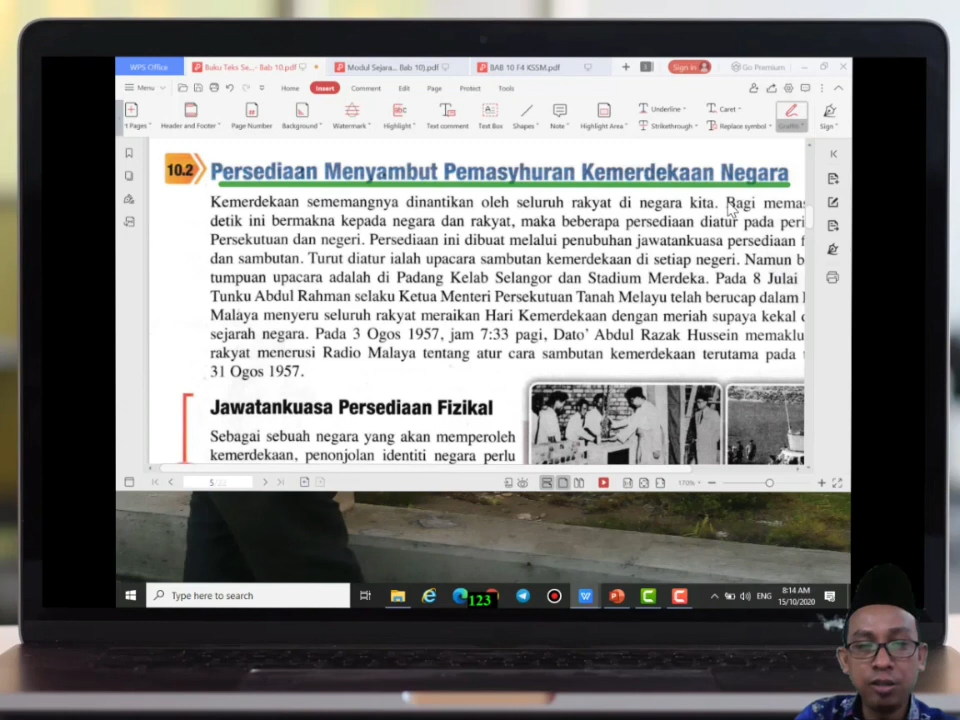 WPS Office
Buku Teks Se...- Bab 10.pdf
Modul Sejara... Bab 10).pdf
BAB 10 F4 KSSM.pdf
Sign in
Go Premium
Menu
Home
Insert
Comment
Edit
Page
Protect
Tools
Underline
Caret
t Pages
Header and Footer
Page Number
Background
Watermark
Highlight
Text comment
Text Box
Shapes
Note
Highlight Area
Strikethrough
Replace symbol
Sign
10.2 Persediaan Menyambut Pemasyhuran Kemerdekaan Negara
Kemerdekaan sememangnya dinantikan oleh seluruh rakyat di negara kita. Bagi memas
detik ini bermakna kepada negara dan rakyat, maka beberapa persediaan diatur pada peri
Persekutuan dan negeri. Persediaan ini dibuat melalui penubuhan jawatankuasa persediaan f
dan sambutan. Turut diatur ialah upacara sambutan kemerdekaan di setiap negeri. Namun b
tumpuan upacara adalah di Padang Kelab Selangor dan Stadium Merdeka. Pada 8 Julai
Tunku Abdul Rahman selaku Ketua Menteri Persekutuan Tanah Melayu telah berucap dalam
Malaya menyeru seluruh rakyat meraikan Hari Kemerdekaan dengan meriah supaya kekal
sejarah negara. Pada 3 Ogos 1957, jam 7:33 pagi, Dato' Abdul Razak Hussein memaklu
rakyat menerusi Radio Malaya tentang atur cara sambutan kemerdekaan terutama pada
31 Ogos 1957.
Jawatankuasa Persediaan Fizikal
Sebagai sebuah negara yang akan memperoleh
kemerdekaan, penonjolan identiti negara perlu
170%
Type here to search
123
ENG
8:14 AM
15/10/2020